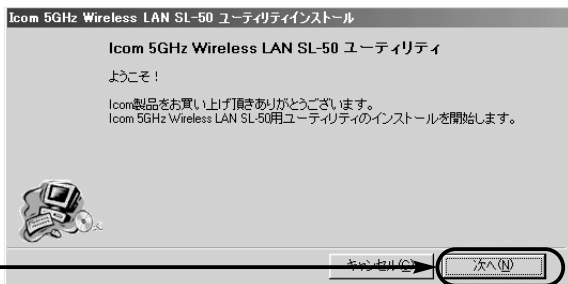 Icom 5GHz Wireless LAN SL-50 ユーティリティインストール
Icom 5GHz Wireless LAN SL-50 ユーティリティ
ようこそ！
Icom製品をお買い上げ頂きありがとうございます。
Icom 5GHz Wireless LAN SL-50用ユーティリティのインストールを開始します。
キャンセル(C)
次へ(N)